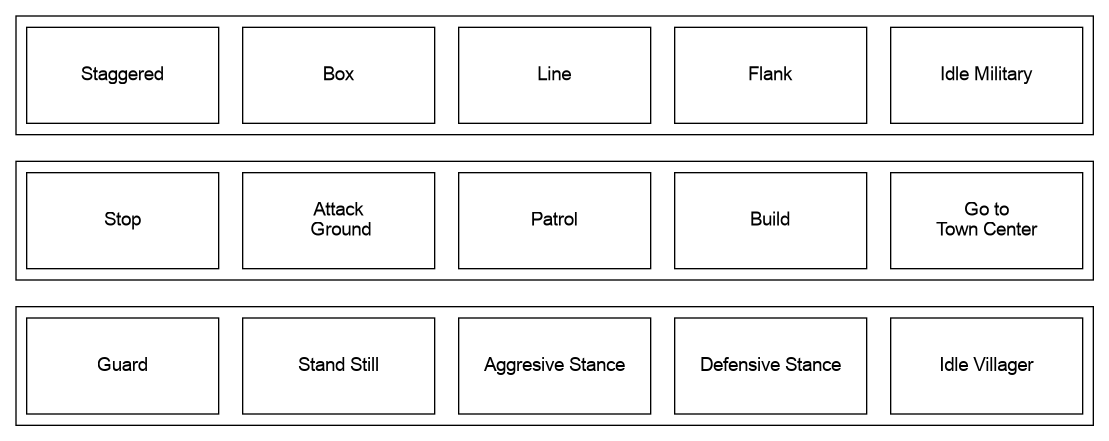 Staggered
Box
Line
Flank
Idle Military
Stop
Attack
Ground
Patrol
Build
Go to
Town Center
Guard
Stand Still
Aggresive Stance
Defensive Stance
Idle Villager